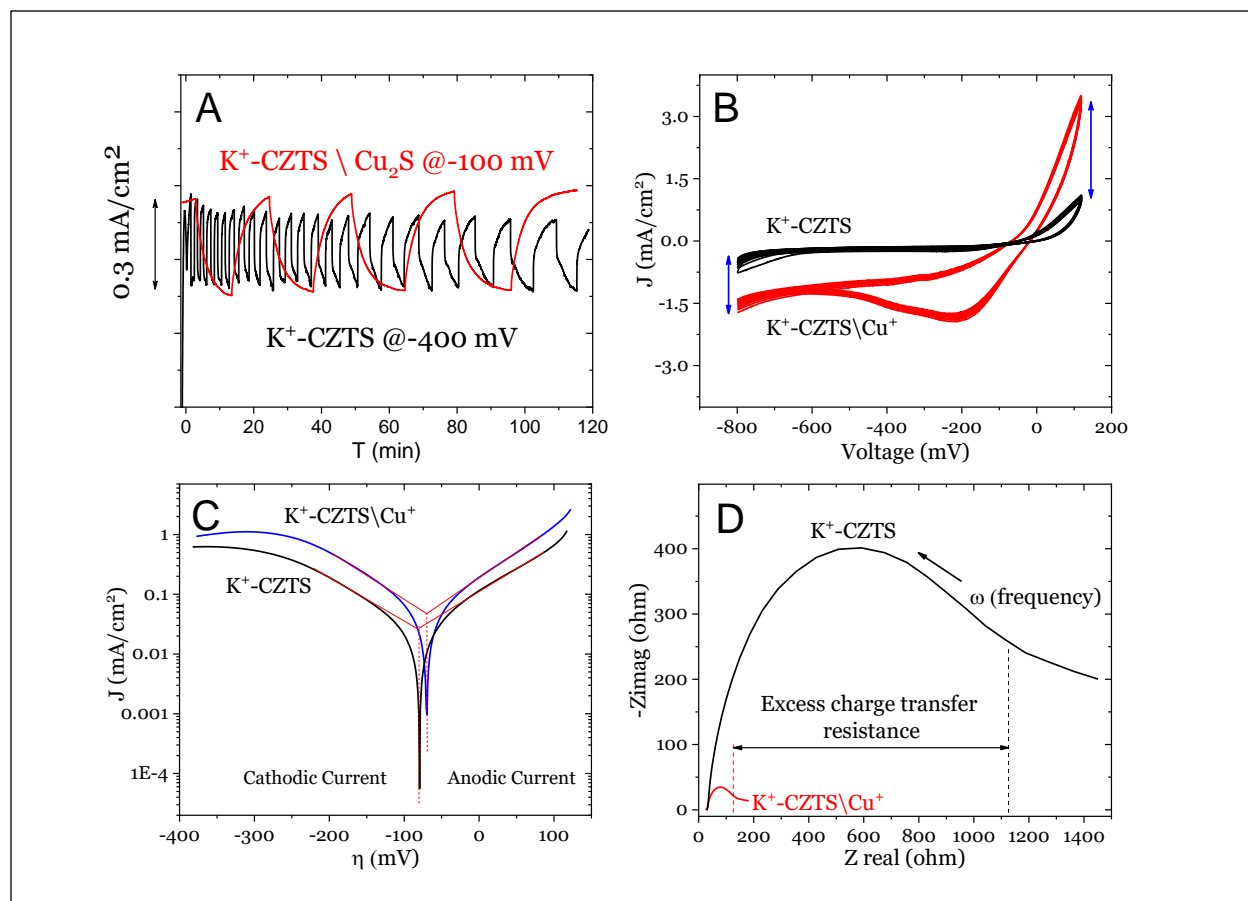 A
K⁺-CZTS \ Cu₂S @-100 mV
K⁺-CZTS @-400 mV
0.3 mA/cm²
0 20 40 60 80 100 120
T (min)
B
3.0
1.5
0.0
-1.5
-3.0
J (mA/cm²)
K⁺-CZTS
K⁺-CZTS\Cu⁺
-800 -600 -400 -200 0 200
Voltage (mV)
C
K⁺-CZTS\Cu⁺
K⁺-CZTS
1
0.1
0.01
0.001
1E-4
J (mA/cm²)
Cathodic Current Anodic Current
-400 -300 -200 -100 0 100
η (mV)
D
K⁺-CZTS
ω (frequency)
400
300
200
100
0
-Zimag (ohm)
Excess charge transfer
resistance
K⁺-CZTS\Cu⁺
0 200 400 600 800 1000 1200 1400
Z real (ohm)